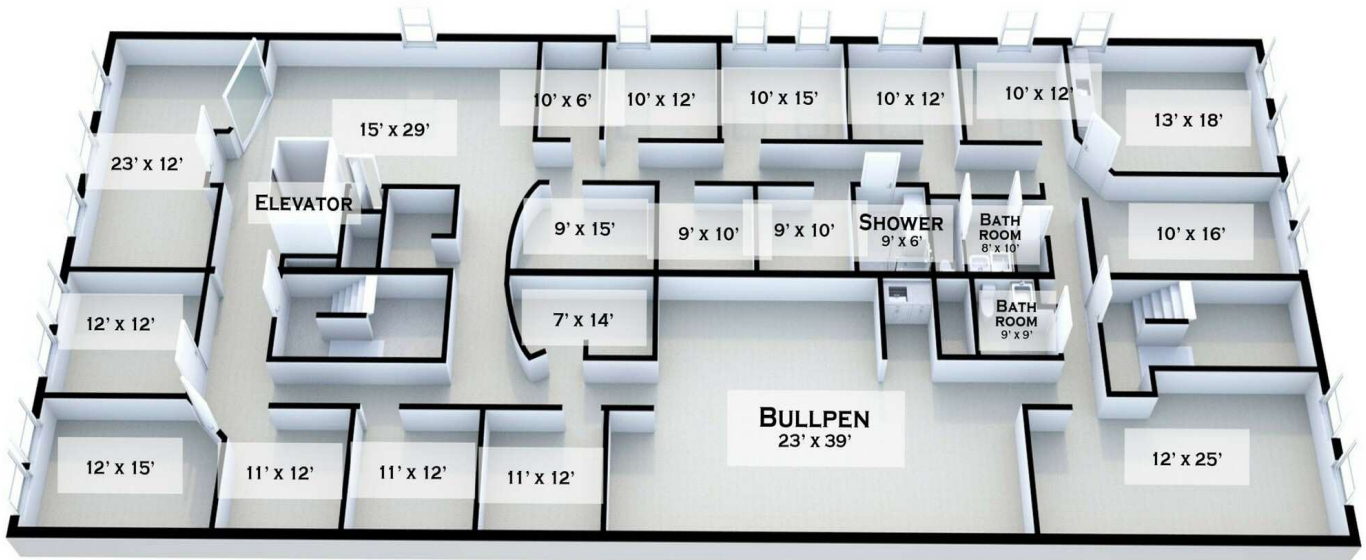 10' x 6'
10' x 12'
10' x 15'
10' x 12'
10' x 12'
13' x 18'
15' x 29'
23' x 12'
ELEVATOR
9' x 15'
9' x 10'
9' x 10'
SHOWER
9' x 6'
BATH
ROOM
8' x 10'
10' x 16'
12' x 12'
7' x 14'
BATH
ROOM
9' x 9'
BULLPEN
23' x 39'
12' x 15'
11' x 12'
11' x 12'
11' x 12'
12' x 25'